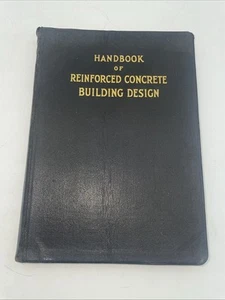 HANDBOOK
OF
REINFORCED CONCRETE
BUILDING DESIGN